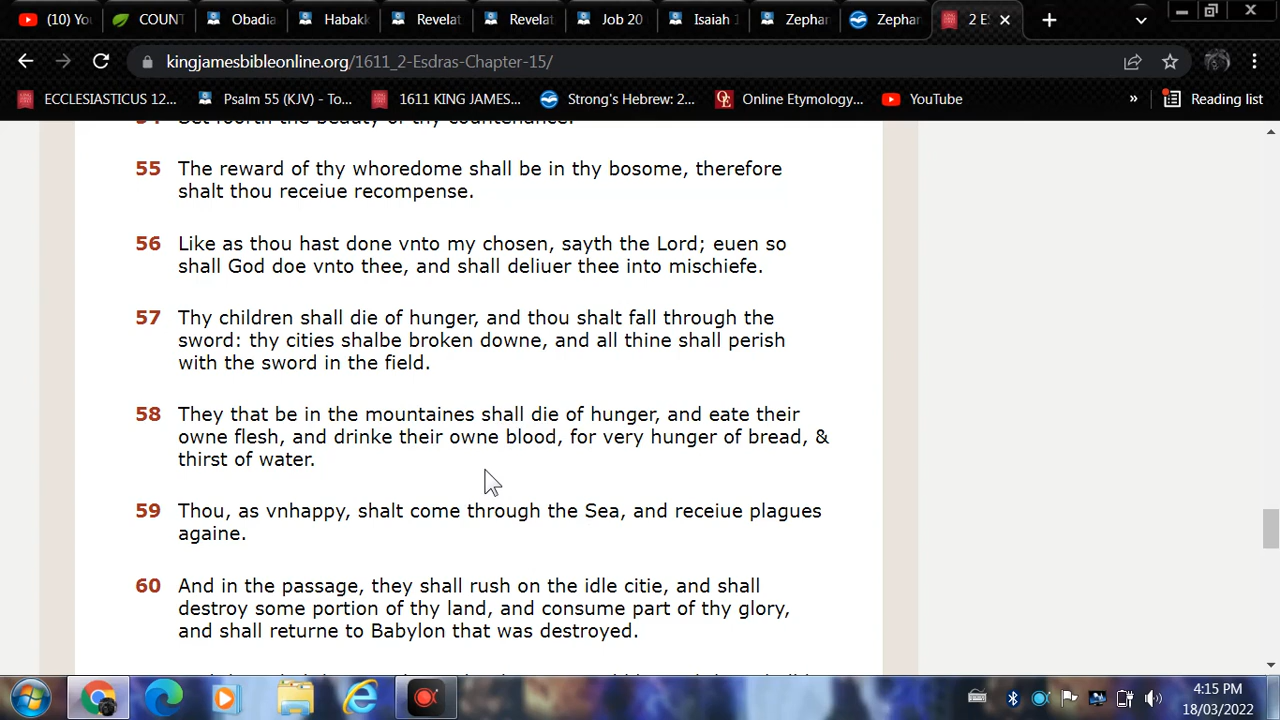 (10) Yo
COUNT
Obadia
Habakk
Revelat
Revelat
Job 20
Isaiah 1
Zephar
Zephar
2 E
kingjamesbibleonline.org/1611_2-Esdras-Chapter-15/
ECCLESIASTICUS 12...
Psalm 55 (KJV) - To...
1611 KING JAMES...
Strong's Hebrew: 2...
Online Etymology...
YouTube
»
Reading list
54 Set foorth the beauty of thy countenance.
55 The reward of thy whoredome shall be in thy bosome, therefore
shalt thou receiue recompense.
56 Like as thou hast done vnto my chosen, sayth the Lord; euen so
shall God doe vnto thee, and shall deliuer thee into mischiefe.
57 Thy children shall die of hunger, and thou shalt fall through the
sword: thy cities shalbe broken downe, and all thine shall perish
with the sword in the field.
58 They that be in the mountaines shall die of hunger, and eate their
owne flesh, and drinke their owne blood, for very hunger of bread, &
thirst of water.
59 Thou, as vnhappy, shalt come through the Sea, and receiue plagues
againe.
60 And in the passage, they shall rush on the idle citie, and shall
destroy some portion of thy land, and consume part of thy glory,
and shall returne to Babylon that was destroyed.
4:15 PM
18/03/2022